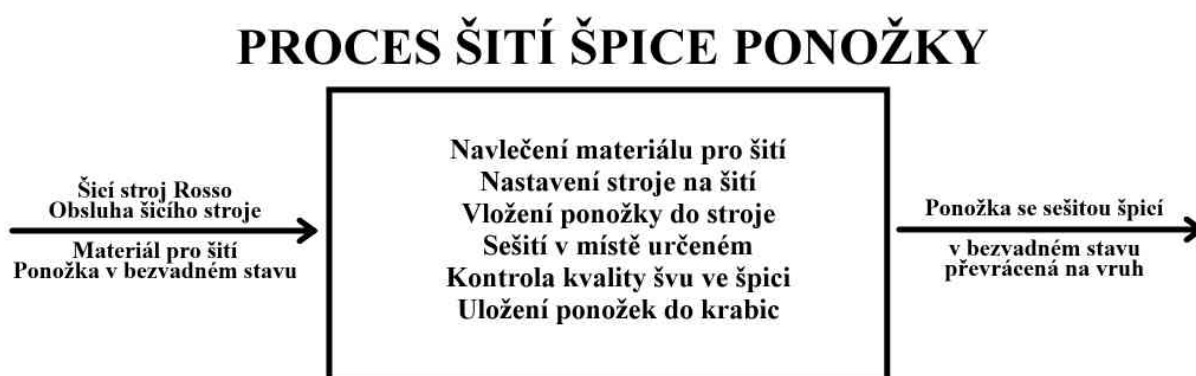 PROCES ŠITÍ ŠPICE PONOŽKY
Šicí stroj Rosso
Obsluha šicího stroje
Materiál pro šití
Ponožka v bezvadném stavu
Navlečení materiálu pro šití
Nastavení stroje na šití
Vložení ponožky do stroje
Sešití v místě určeném
Kontrola kvality švu ve špici
Uložení ponožek do krabic
Ponožka se sešitou špicí
v bezvadném stavu
převrácená na vruh